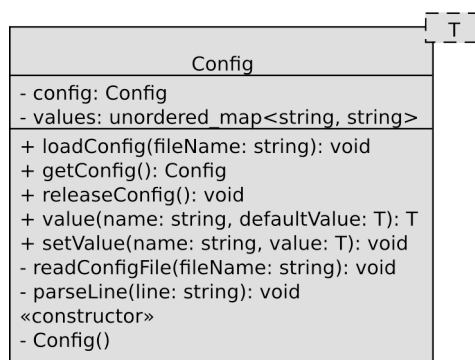 T
Config
- config: Config
- values: unordered_map<string, string>
+ loadConfig(fileName: string): void
+ getConfig(): Config
+ releaseConfig(): void
+ value(name: string, defaultValue: T): T
+ setValue(name: string, value: T): void
- readConfigFile(fileName: string): void
- parseLine(line: string): void
«constructor»
- Config()